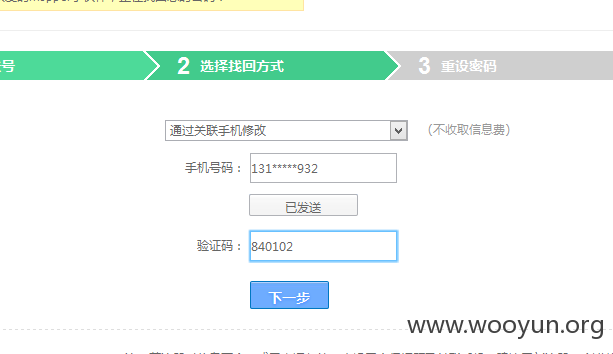 账号
2 选择找回方式
3 重设密码
通过关联手机修改
（不收取信息费）
手机号码：
131*****932
已发送
验证码：
840102
下一步
www.wooyun.org